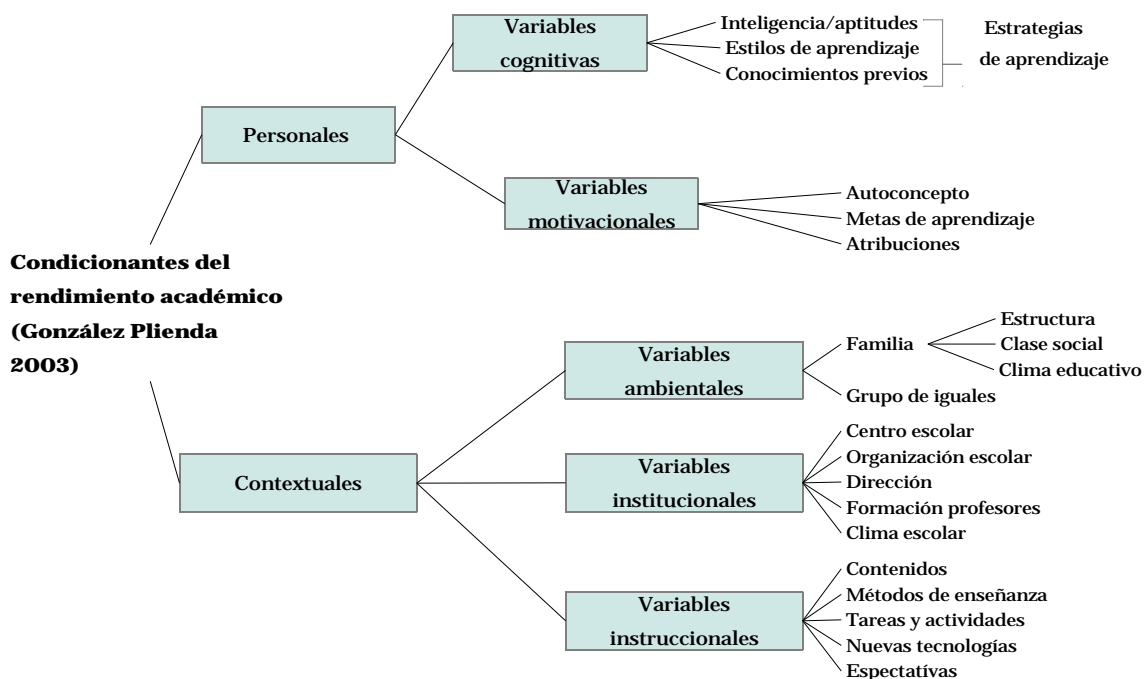 Variables
cognitivas
Inteligencia/aptitudes
Estilos de aprendizaje
Conocimientos previos
Estrategias
de aprendizaje
Personales
Variables
motivacionales
Autoconcepto
Metas de aprendizaje
Atribuciones
Condicionantes del
rendimiento académico
(González Plienda
2003)
Variables
ambientales
Familia
Estructura
Clase social
Clima educativo
Grupo de iguales
Contextuales
Variables
institucionales
Centro escolar
Organización escolar
Dirección
Formación profesores
Clima escolar
Variables
instruccionales
Contenidos
Métodos de enseñanza
Tareas y actividades
Nuevas tecnologías
Espectatívas